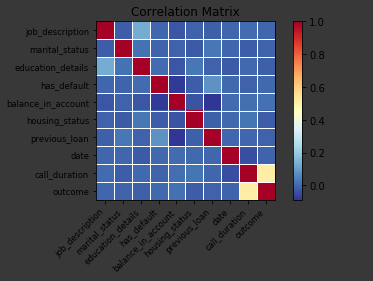 Correlation Matrix
job_description
marital_status
education_details
has_default
balance_in_account
housing_status
previous_loan
date
call_duration
outcome
job_description
marital_status
education_details
has_default
balance_in_account
housing_status
previous_loan
date
call_duration
outcome
1.0
0.8
0.6
0.4
0.2
0.0